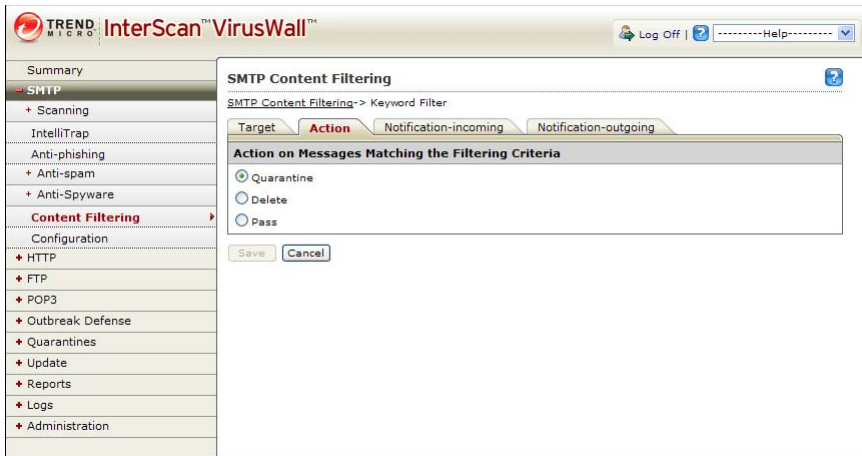 TREND MICRO InterScan™ VirusWall™
Log Off | ? ---------Help---------
Summary
SMTP
+ Scanning
IntelliTrap
Anti-phishing
+ Anti-spam
+ Anti-Spyware
Content Filtering
Configuration
+ HTTP
+ FTP
+ POP3
+ Outbreak Defense
+ Quarantines
+ Update
+ Reports
+ Logs
+ Administration
SMTP Content Filtering ?
SMTP Content Filtering-> Keyword Filter
Target Action Notification-incoming Notification-outgoing
Action on Messages Matching the Filtering Criteria
Quarantine
Delete
Pass
Save Cancel